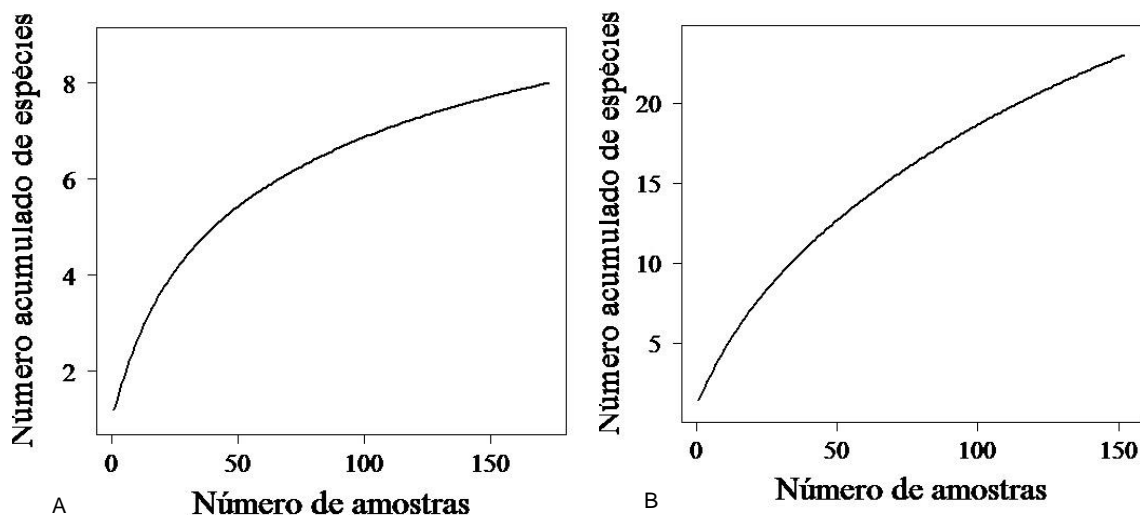 Número acumulado de espécies
8
6
4
2
0 50 100 150
Número de amostras
A
Número acumulado de espécies
20
15
10
5
0 50 100 150
Número de amostras
B